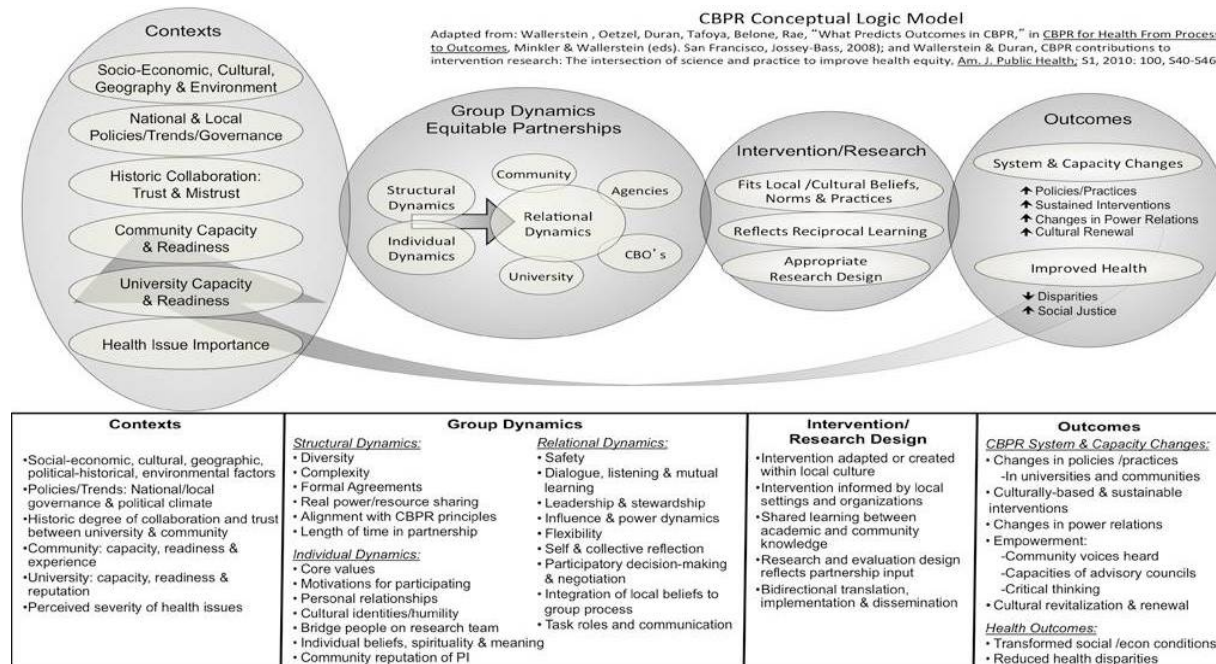 CBPR Conceptual Logic Model
Adapted from: Wallerstein , Oetzel, Duran, Tafoya, Belone, Rae, "What Predicts Outcomes in CBPR," in CBPR for Health From Process
to Outcomes, Minkler & Wallerstein (eds). San Francisco, Jossey-Bass, 2008); and Wallerstein & Duran, CBPR contributions to
intervention research: The intersection of science and practice to improve health equity, Am. J. Public Health; S1, 2010: 100, S40-S46
Contexts
Socio-Economic, Cultural,
Geography & Environment
National & Local
Policies/Trends/Governance
Historic Collaboration:
Trust & Mistrust
Community Capacity
& Readiness
University Capacity
& Readiness
Health Issue Importance
Group Dynamics
Equitable Partnerships
Structural
Dynamics
Individual
Dynamics
Community
Agencies
Relational
Dynamics
CBO's
University
Intervention/Research
Fits Local /Cultural Beliefs,
Norms & Practices
Reflects Reciprocal Learning
Appropriate
Research Design
Outcomes
System & Capacity Changes
↑ Policies/Practices
↑ Sustained Interventions
↑ Changes in Power Relations
↑ Cultural Renewal
Improved Health
↓ Disparities
↑ Social Justice
Contexts
•Social-economic, cultural, geographic,
political-historical, environmental factors
•Policies/Trends: National/local
governance & political climate
•Historic degree of collaboration and trust
between university & community
•Community: capacity, readiness &
experience
•University: capacity, readiness &
reputation
•Perceived severity of health issues
Group Dynamics
Structural Dynamics:
• Diversity
• Complexity
• Formal Agreements
• Real power/resource sharing
• Alignment with CBPR principles
• Length of time in partnership
Individual Dynamics:
• Core values
• Motivations for participating
• Personal relationships
• Cultural identities/humility
• Bridge people on research team
• Individual beliefs, spirituality & meaning
• Community reputation of PI
Relational Dynamics:
• Safety
• Dialogue, listening & mutual
learning
• Leadership & stewardship
• Influence & power dynamics
• Flexibility
• Self & collective reflection
• Participatory decision-making
& negotiation
• Integration of local beliefs to
group process
• Task roles and communication
Intervention/
Research Design
• Intervention adapted or created
within local culture
• Intervention informed by local
settings and organizations
• Shared learning between
academic and community
knowledge
• Research and evaluation design
reflects partnership input
• Bidirectional translation,
implementation & dissemination
Outcomes
CBPR System & Capacity Changes:
• Changes in policies /practices
-In universities and communities
• Culturally-based & sustainable
interventions
• Changes in power relations
• Empowerment:
-Community voices heard
-Capacities of advisory councils
-Critical thinking
• Cultural revitalization & renewal
Health Outcomes:
• Transformed social /econ conditions
• Reduced health disparities